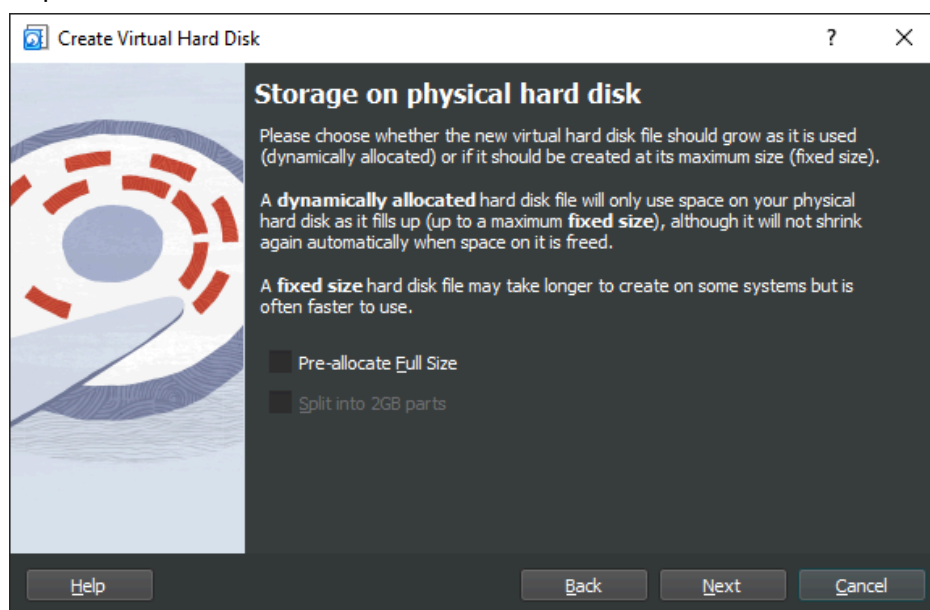 Create Virtual Hard Disk
?
Storage on physical hard disk
Please choose whether the new virtual hard disk file should grow as it is used
(dynamically allocated) or if it should be created at its maximum size (fixed size).
A dynamically allocated hard disk file will only use space on your physical
hard disk as it fills up (up to a maximum fixed size), although it will not shrink
again automatically when space on it is freed.
A fixed size hard disk file may take longer to create on some systems but is
often faster to use.
Pre-allocate Full Size
Split into 2GB parts
Help
Back
Next
Cancel